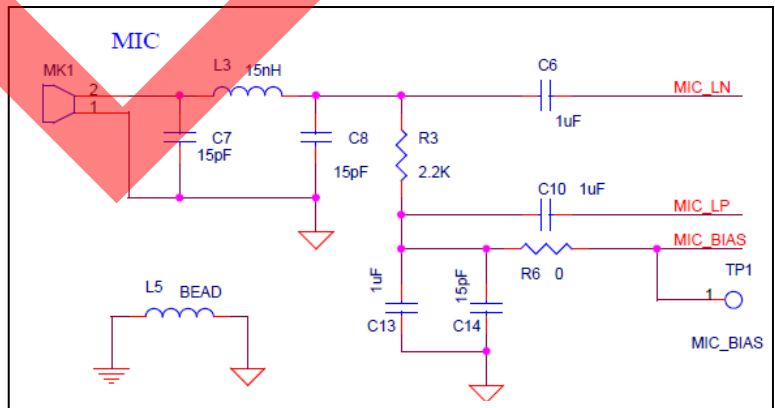 MIC
MK1
2
1
L3 15nH
C6
1uF
MIC_LN
C7
15pF
C8
15pF
R3
2.2K
C10 1uF
MIC_LP
MIC_BIAS
R6 0
TP1
1
MIC_BIAS
1uF
C13
15pF
C14
L5 BEAD